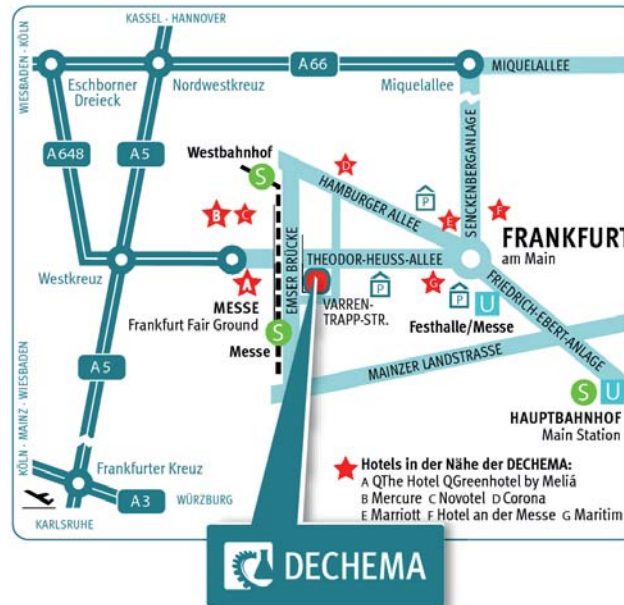 KASSEL - HANNOVER
WIESBADEN - KÖLN
A66
MIQUELALLEE
Eschborner
Dreieck
Nordwestkreuz
Miquelallee
A648
A5
Westbahnhof
S
D
HAMBURGER ALLEE
P
SENCKENBERGANLAGE
B
C
E
F
FRANKFURT
am Main
Westkreuz
THEODOR-HEUSS-ALLEE
A
EMSER BRÜCKE
P
G
P
U
MESSE
Frankfurt Fair Ground
VARREN-
TRAPP-STR.
Festhalle/Messe
FRIEDRICH-EBERT-ANLAGE
S
Messe
A5
MAINZER LANDSTRASSE
KÖLN - MAINZ - WIESBADEN
S
U
HAUPTBAHNHOF
Main Station
Frankfurter Kreuz
A3
WÜRZBURG
KARLSRUHE
Hotels in der Nähe der DECHEMA:
A QThe Hotel QGreenhotel by Meliá
B Mercure C Novotel D Corona
E Marriott F Hotel an der Messe G Maritim
DECHEMA